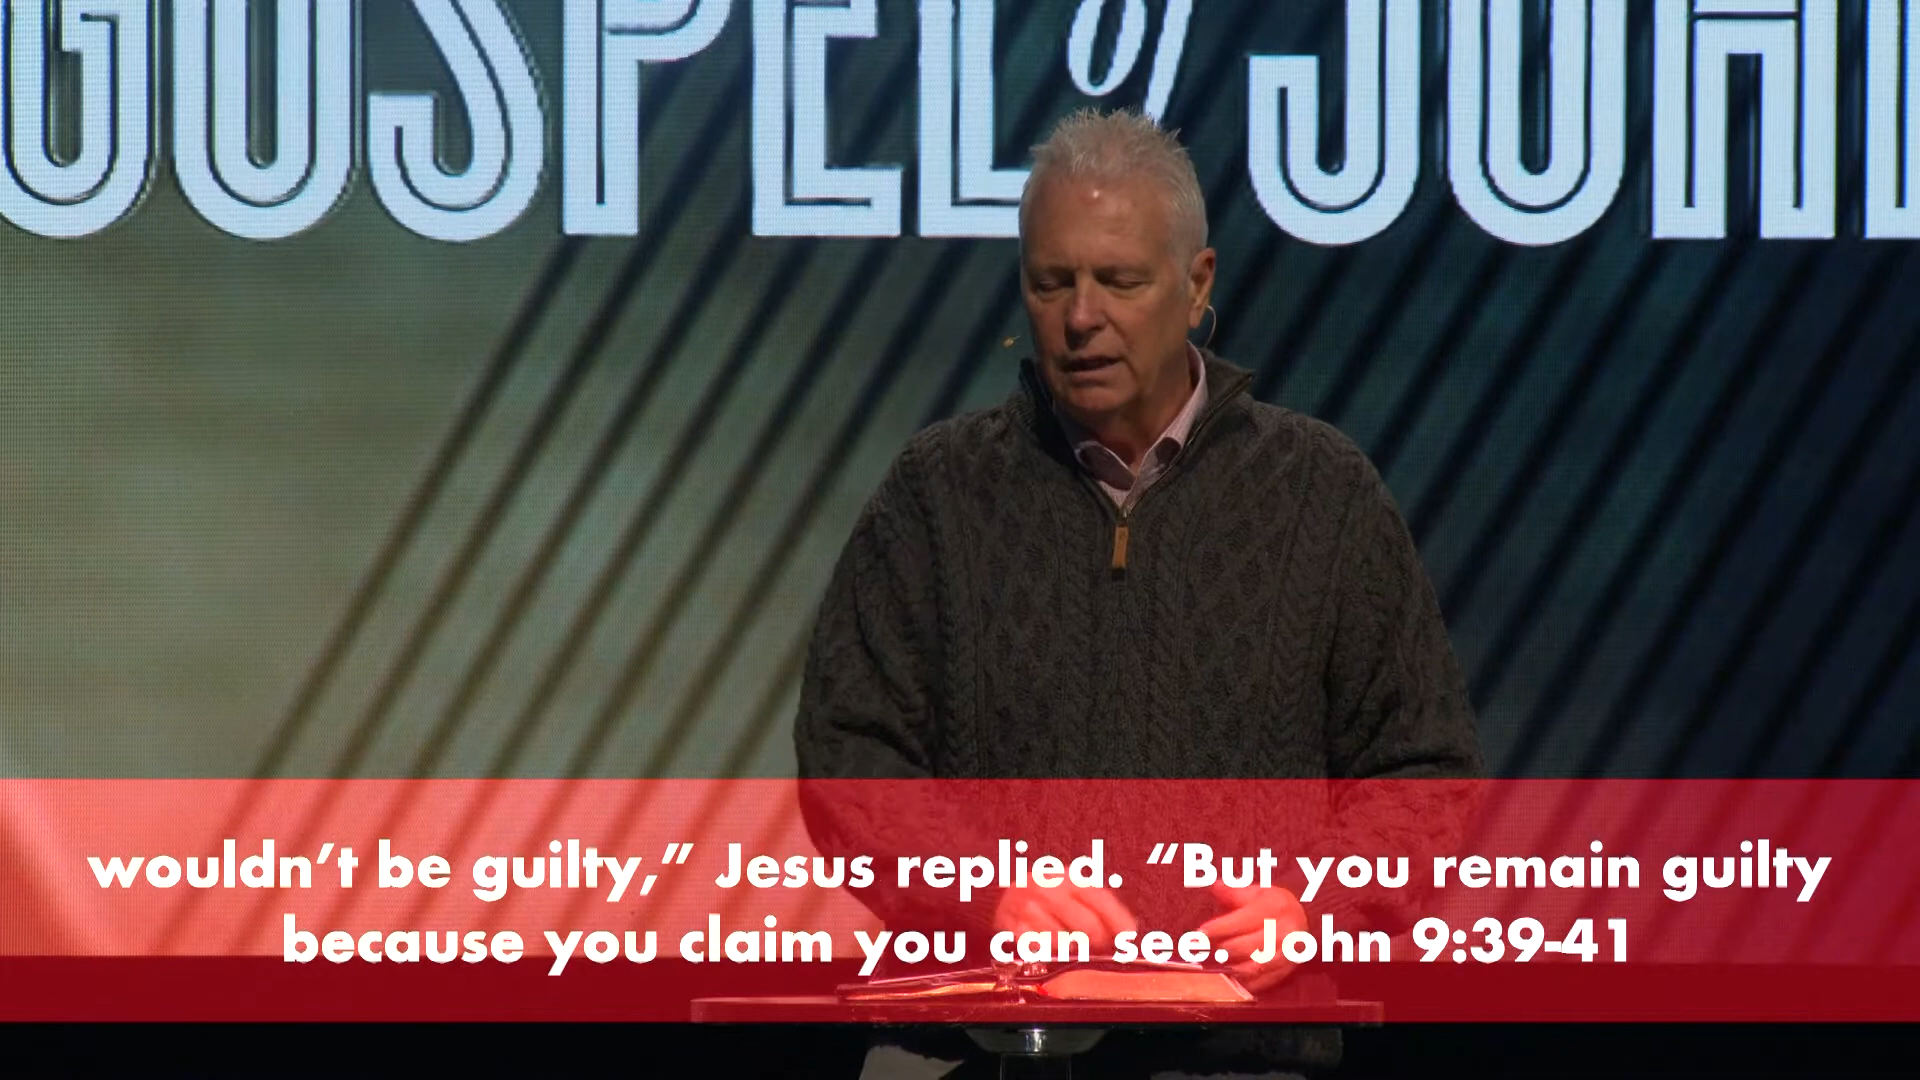 GOSPEL of JOH
wouldn’t be guilty,” Jesus replied. “But you remain guilty
because you claim you can see. John 9:39-41